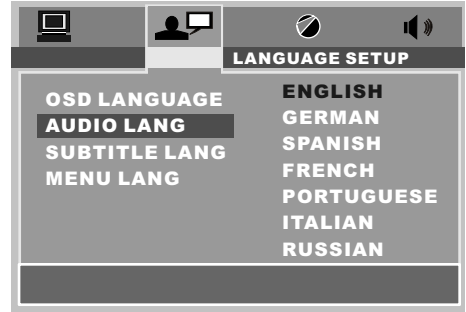 LANGUAGE SETUP
OSD LANGUAGE
AUDIO LANG
SUBTITLE LANG
MENU LANG
ENGLISH
GERMAN
SPANISH
FRENCH
PORTUGUESE
ITALIAN
RUSSIAN